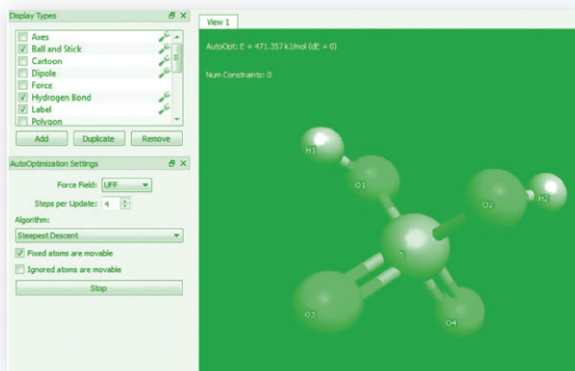 Display Types
Axes
Ball and Stick
Cartoon
Dipole
Force
Hydrogen Bond
Label
Polygon
Add Duplicate Remove
AutoOptimization Settings
Force Field: UFF
Steps per Update: 4
Algorithm:
Steepest Descent
Fixed atoms are movable
Ignored atoms are movable
Stop
View 1
AutoOpt: E = 471.357 kJ/mol (dE = 0)
Num Constraints: 0
H1
O1
O2
H2
S
O3
O4